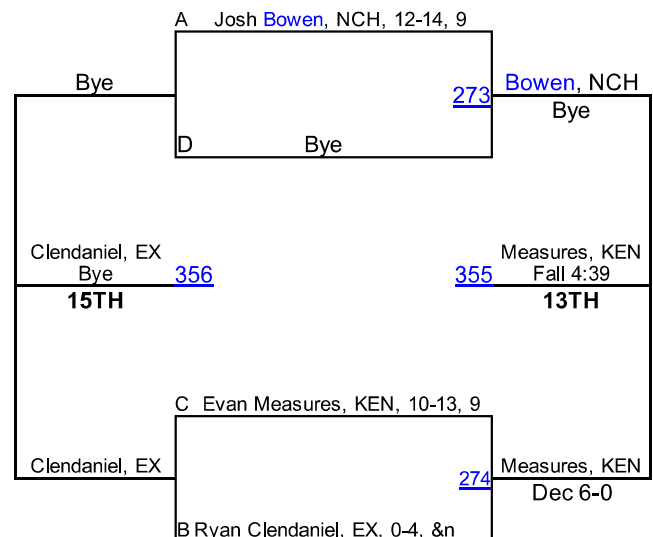 A Josh Bowen, NCH, 12-14, 9
Bye
273
Bowen, NCH
Bye
D Bye
Clendaniel, EX
Bye
15TH
356
355
Measures, KEN
Fall 4:39
13TH
C Evan Measures, KEN, 10-13, 9
Clendaniel, EX
274
Measures, KEN
Dec 6-0
B Ryan Clendaniel, EX, 0-4, &n